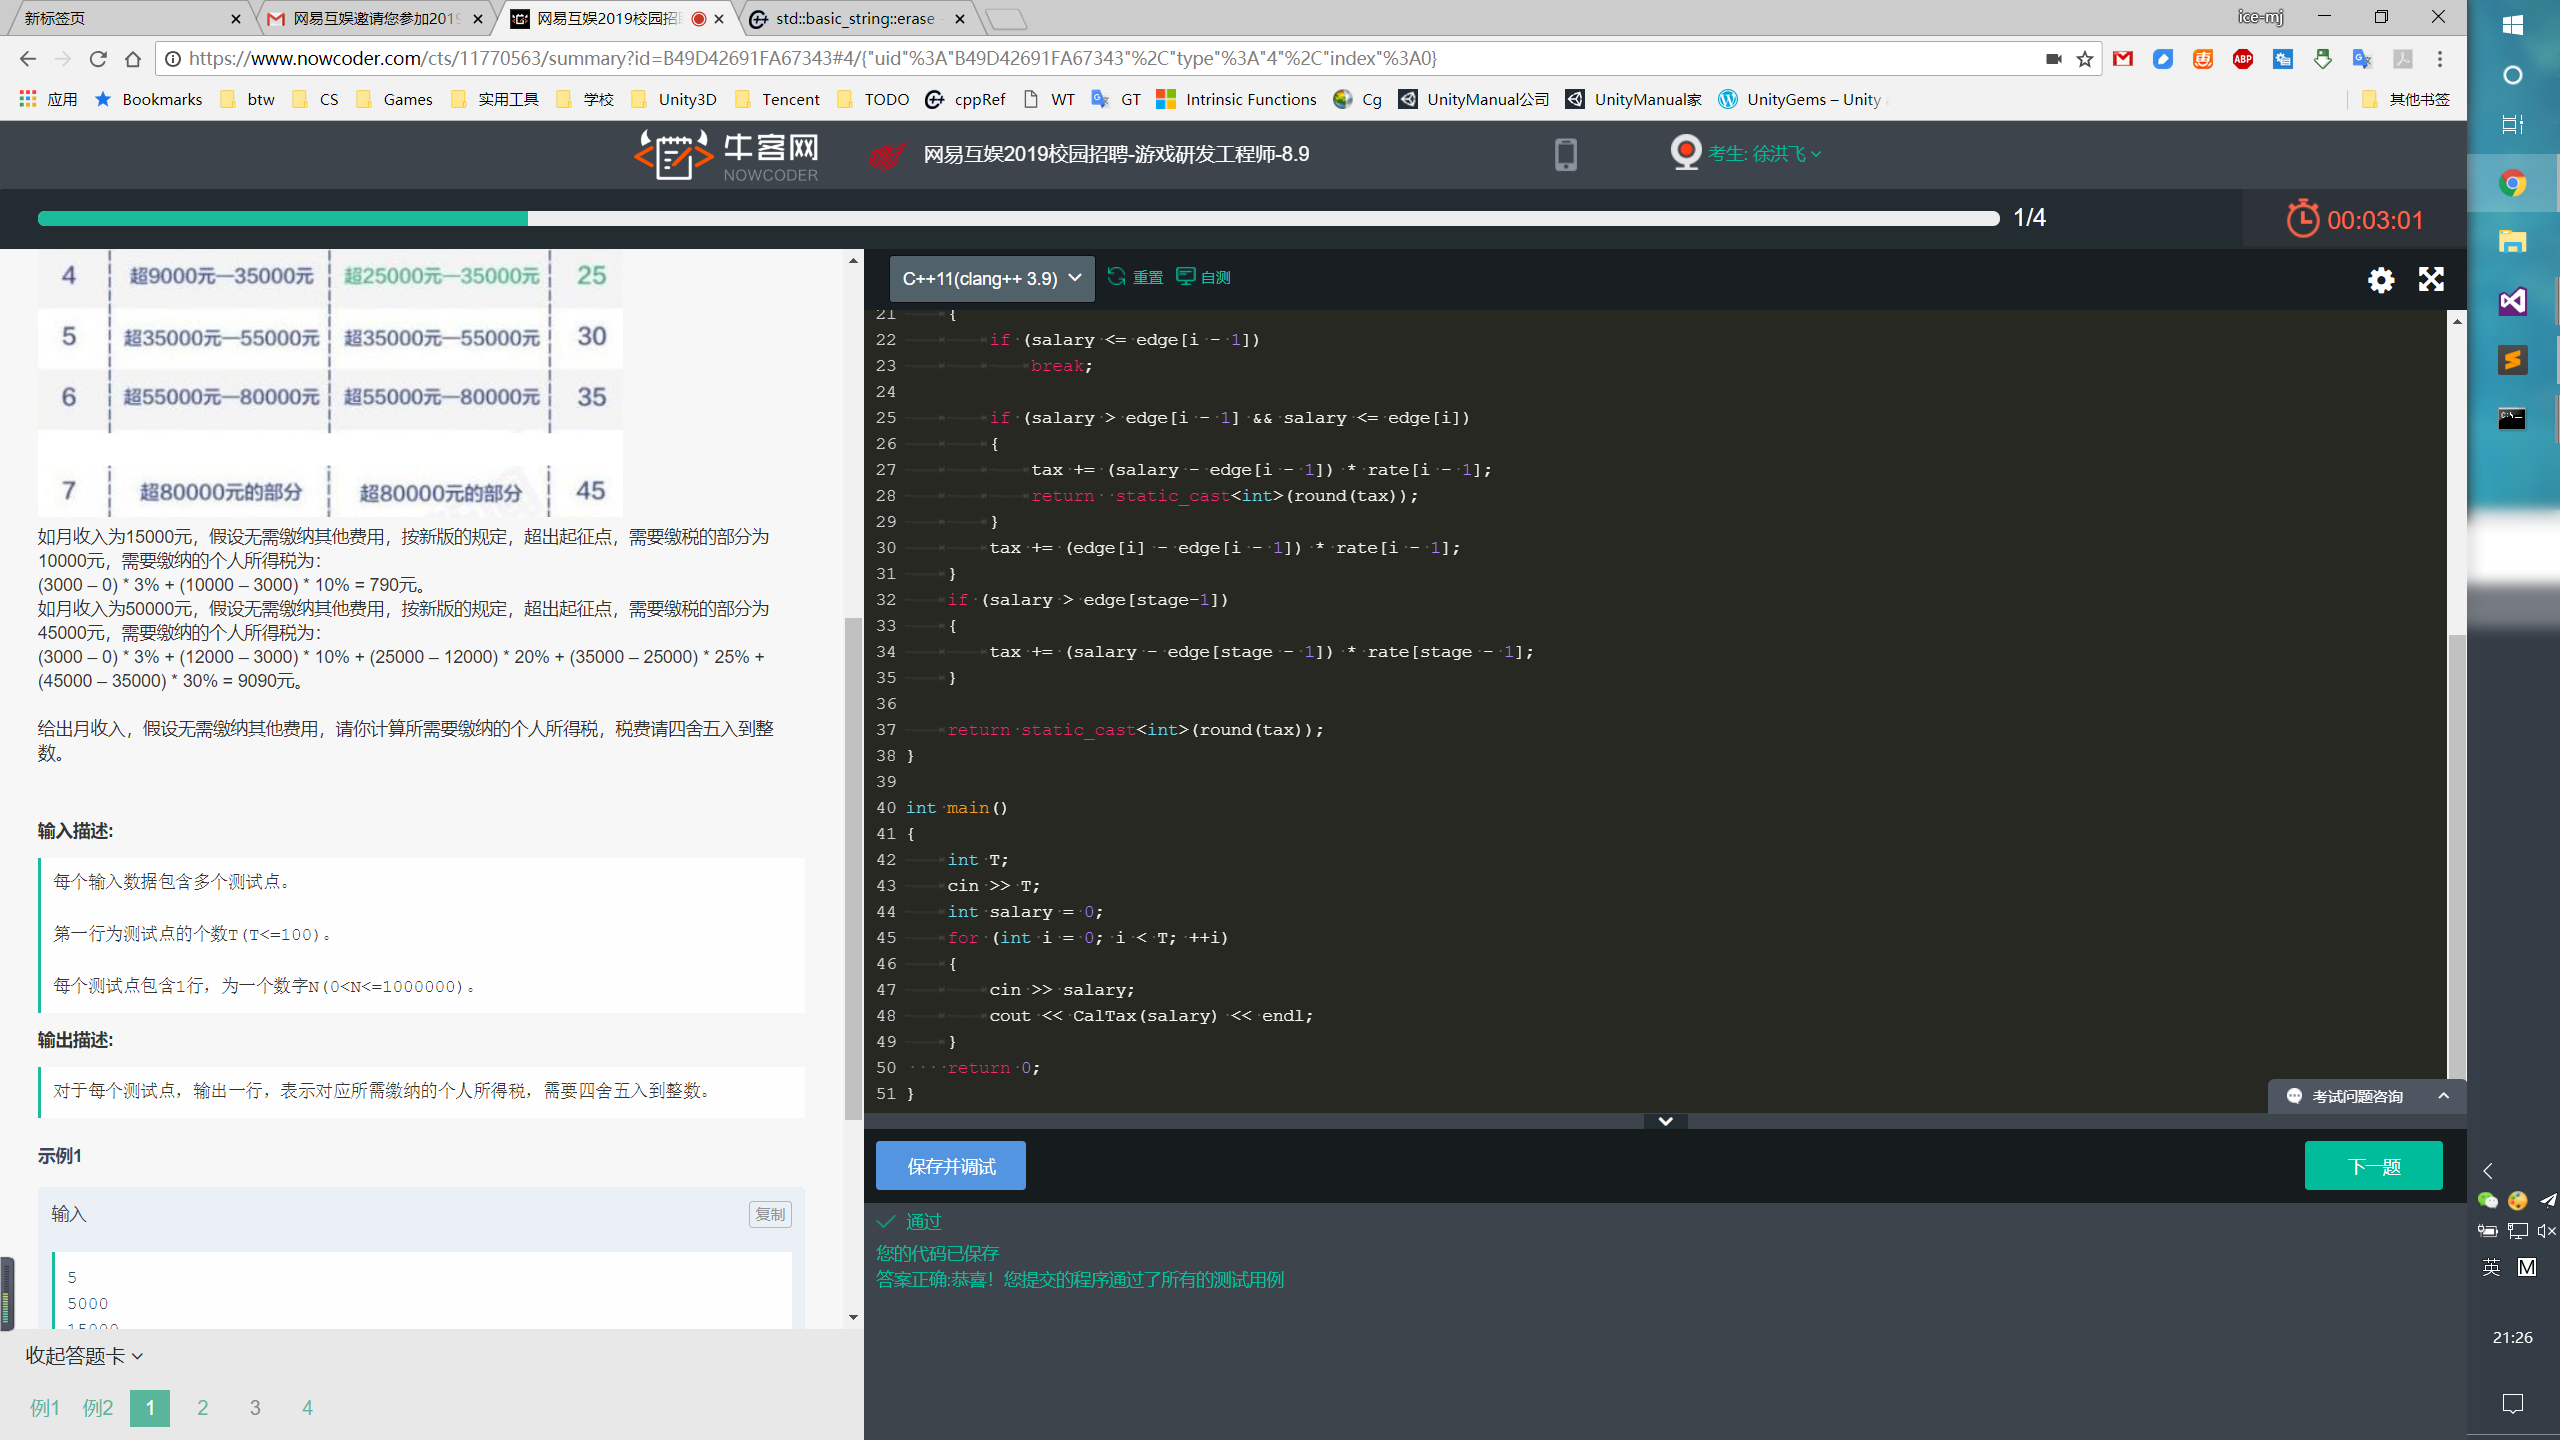 新标签页
网易互娱邀请您参加2019
网易互娱2019校园招聘
std::basic_string::erase -
ice-mj
https://www.nowcoder.com/cts/11770563/summary?id=B49D42691FA67343#4/{"uid"%3A"B49D42691FA67343"%2C"type"%3A"4"%2C"index"%3A0}
应用 Bookmarks btw CS Games 实用工具 学校 Unity3D Tencent TODO cppRef WT GT Intrinsic Functions Cg UnityManual公司 UnityManual家 UnityGems – Unity 其他书签
牛客网
NOWCODER
网易互娱2019校园招聘-游戏研发工程师-8.9
考生: 徐洪飞
1/4
00:03:01
4 超9000元—35000元 超25000元—35000元 25
5 超35000元—55000元 超35000元—55000元 30
6 超55000元—80000元 超55000元—80000元 35
7 超80000元的部分 超80000元的部分 45
如月收入为15000元，假设无需缴纳其他费用，按新版的规定，超出起征点，需要缴税的部分为
10000元，需要缴纳的个人所得税为：
(3000 – 0) * 3% + (10000 – 3000) * 10% = 790元。
如月收入为50000元，假设无需缴纳其他费用，按新版的规定，超出起征点，需要缴税的部分为
45000元，需要缴纳的个人所得税为：
(3000 – 0) * 3% + (12000 – 3000) * 10% + (25000 – 12000) * 20% + (35000 – 25000) * 25% +
(45000 – 35000) * 30% = 9090元。
给出月收入，假设无需缴纳其他费用，请你计算所需要缴纳的个人所得税，税费请四舍五入到整
数。
输入描述:
每个输入数据包含多个测试点。
第一行为测试点的个数T(T<=100)。
每个测试点包含1行，为一个数字N(0<N<=1000000)。
输出描述:
对于每个测试点，输出一行，表示对应所需缴纳的个人所得税，需要四舍五入到整数。
示例1
输入
复制
5
5000
15000
收起答题卡
例1 例2 1 2 3 4
C++11(clang++ 3.9)
重置
自测
21 {
22 if (salary <= edge[i - 1])
23 break;
24
25 if (salary > edge[i - 1] && salary <= edge[i])
26 {
27 tax += (salary - edge[i - 1]) * rate[i - 1];
28 return static_cast<int>(round(tax));
29 }
30 tax += (edge[i] - edge[i - 1]) * rate[i - 1];
31 }
32 if (salary > edge[stage-1])
33 {
34 tax += (salary - edge[stage - 1]) * rate[stage - 1];
35 }
36
37 return static_cast<int>(round(tax));
38 }
39
40 int main()
41 {
42 int T;
43 cin >> T;
44 int salary = 0;
45 for (int i = 0; i < T; ++i)
46 {
47 cin >> salary;
48 cout << CalTax(salary) << endl;
49 }
50 return 0;
51 }
考试问题咨询
保存并调试
下一题
通过
您的代码已保存
答案正确:恭喜！您提交的程序通过了所有的测试用例
英 M
21:26